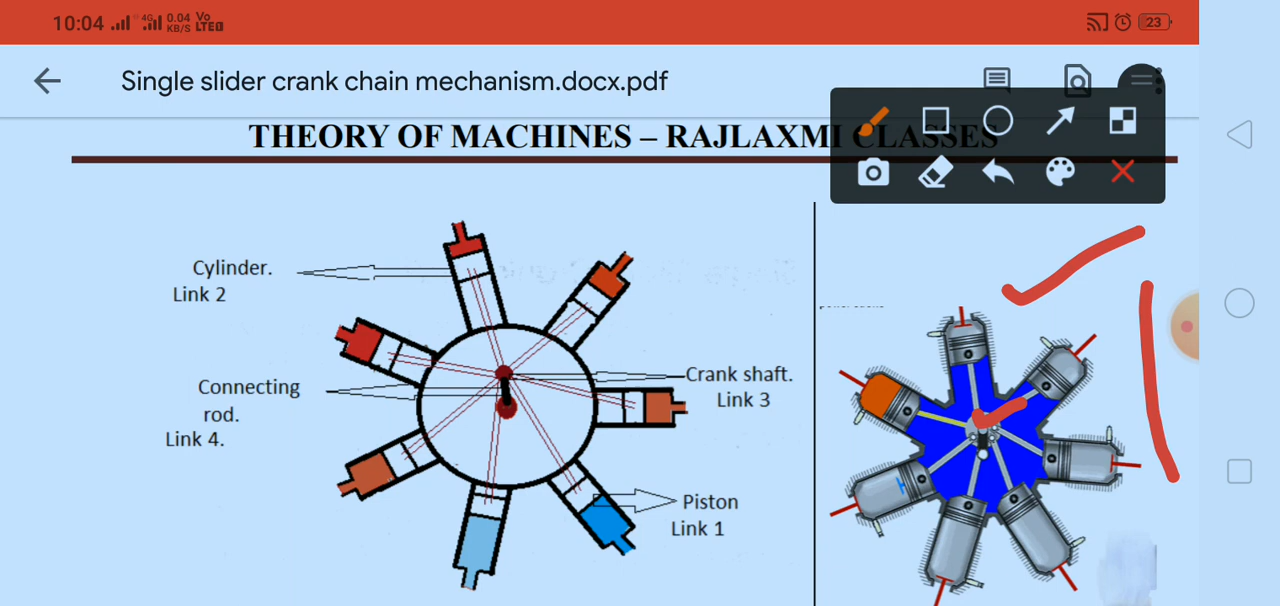 10:04 4G 0.04 KB/S Vo LTE 23
Single slider crank chain mechanism.docx.pdf
THEORY OF MACHINES – RAJLAXMI CLASSES
Cylinder.
Link 2
Connecting
rod.
Link 4.
Crank shaft.
Link 3
Piston
Link 1